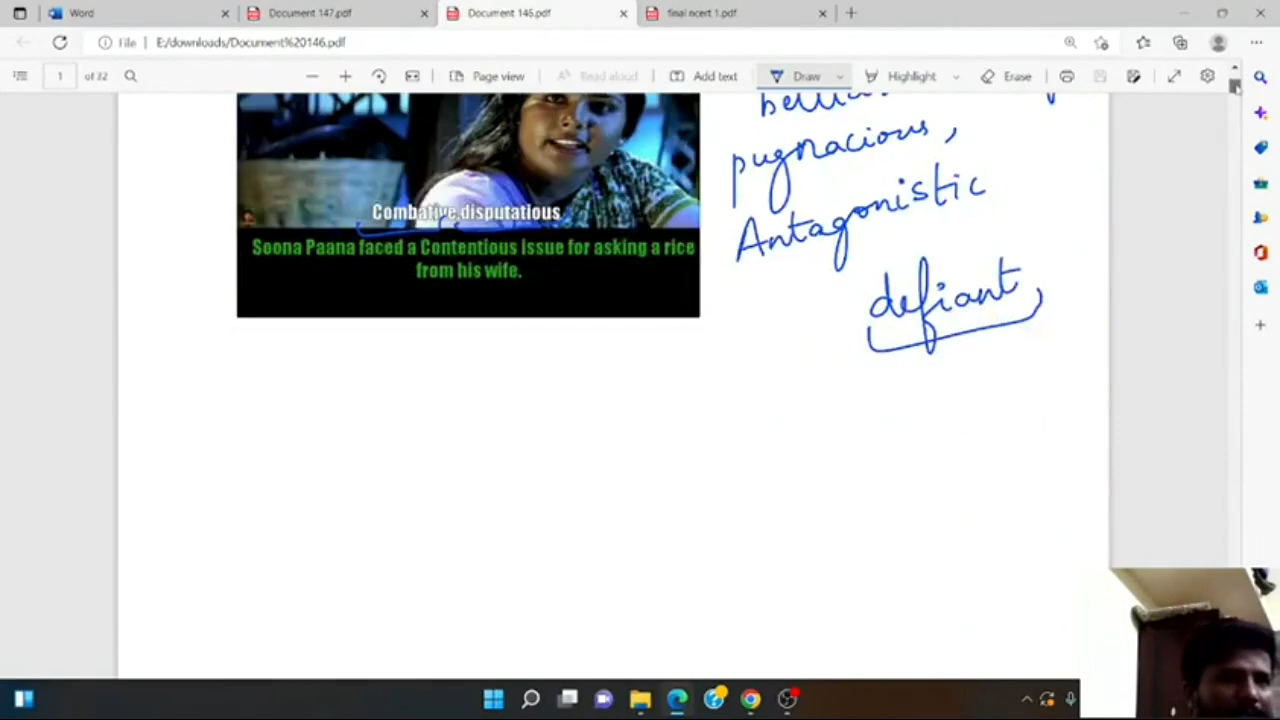 Word
Document 147.pdf
Document 146.pdf
final ncert 1.pdf
File
E:/downloads/Document%20146.pdf
1
of 32
Page view
Read aloud
Add text
Draw
Highlight
Erase
pugnacious,
Antagonistic
defiant,
Combative,disputatious
Soona Paana faced a Contentious issue for asking a rice
from his wife.